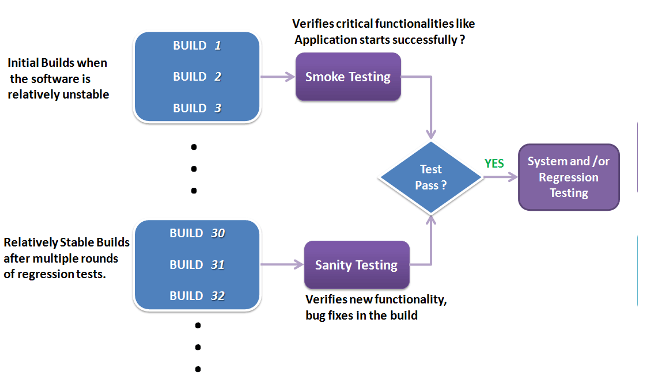 Verifies critical functionalities like
Application starts successfully ?
Initial Builds when
the software is
relatively unstable
BUILD 1
BUILD 2
BUILD 3
Smoke Testing
Test
Pass ?
YES
System and /or
Regression
Testing
Relatively Stable Builds
after multiple rounds
of regression tests.
BUILD 30
BUILD 31
BUILD 32
Sanity Testing
Verifies new functionality,
bug fixes in the build